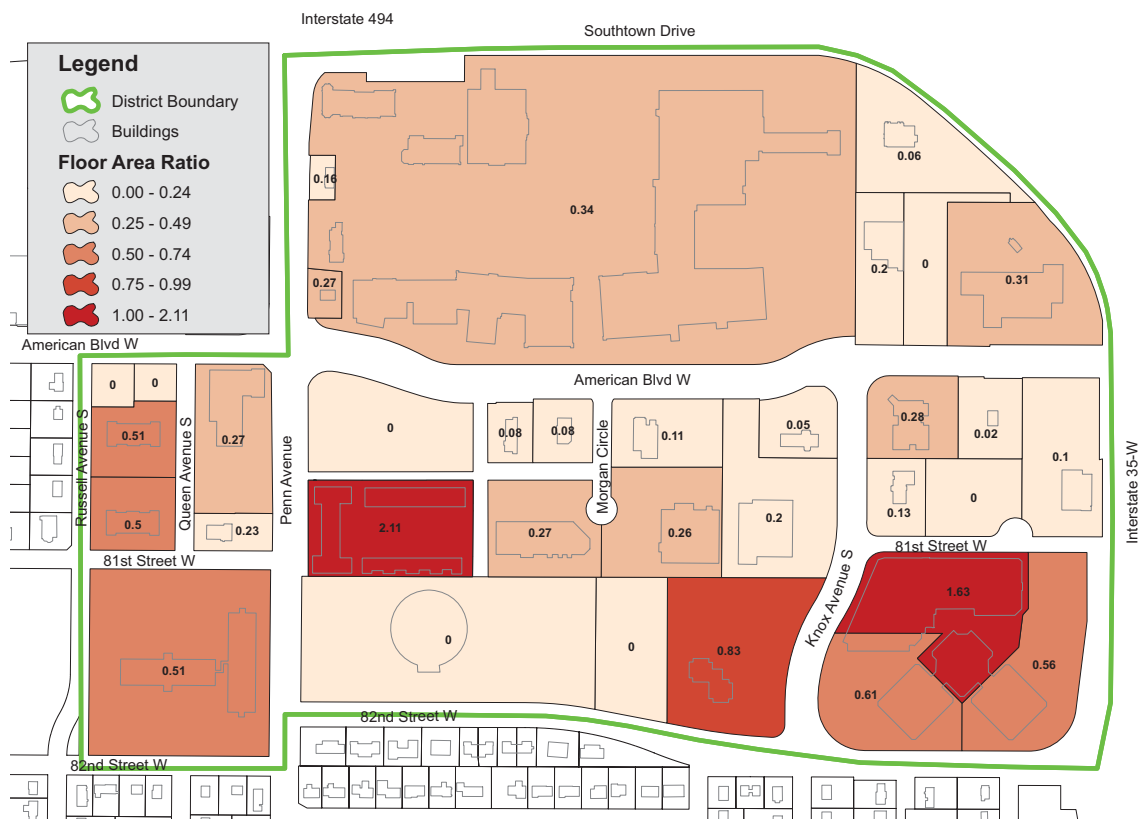 Interstate 494
Southtown Drive
Legend
District Boundary
Buildings
Floor Area Ratio
0.00 - 0.24
0.25 - 0.49
0.50 - 0.74
0.75 - 0.99
1.00 - 2.11
0.06
0.16
0.34
0.2
0
0.27
0.31
American Blvd W
American Blvd W
0
0
0.51
0.5
0.27
0.23
Russell Avenue S
Queen Avenue S
Penn Avenue
0
0.08
0.08
Morgan Circle
0.11
0.05
0.28
0.02
0.1
0.13
0
Interstate 35-W
2.11
0.27
0.26
0.2
Knox Avenue S
81st Street W
81st Street W
0.51
0
0
0.83
1.63
0.61
0.56
82nd Street W
82nd Street W